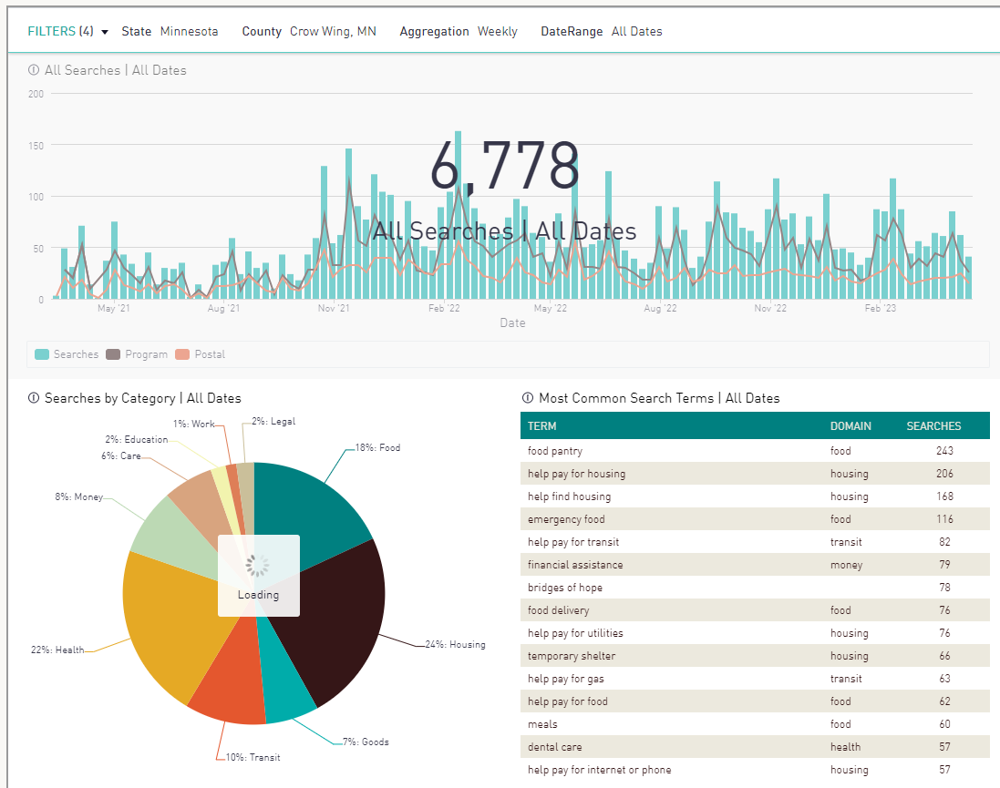 FILTERS (4) State Minnesota County Crow Wing, MN Aggregation Weekly DateRange All Dates
All Searches | All Dates
200
150
100
50
0
6,778
All Searches | All Dates
May '21 Aug '21 Nov '21 Feb '22 May '22 Aug '22 Nov '22 Feb '23
Date
Searches Program Postal
Searches by Category | All Dates
1%: Work
2%: Legal
2%: Education
18%: Food
6%: Care
8%: Money
Loading
24%: Housing
22%: Health
7%: Goods
10%: Transit
Most Common Search Terms | All Dates
TERM DOMAIN SEARCHES
food pantry food 243
help pay for housing housing 206
help find housing housing 168
emergency food food 116
help pay for transit transit 82
financial assistance money 79
bridges of hope 78
food delivery food 76
help pay for utilities housing 76
temporary shelter housing 66
help pay for gas transit 63
help pay for food food 62
meals food 60
dental care health 57
help pay for internet or phone housing 57